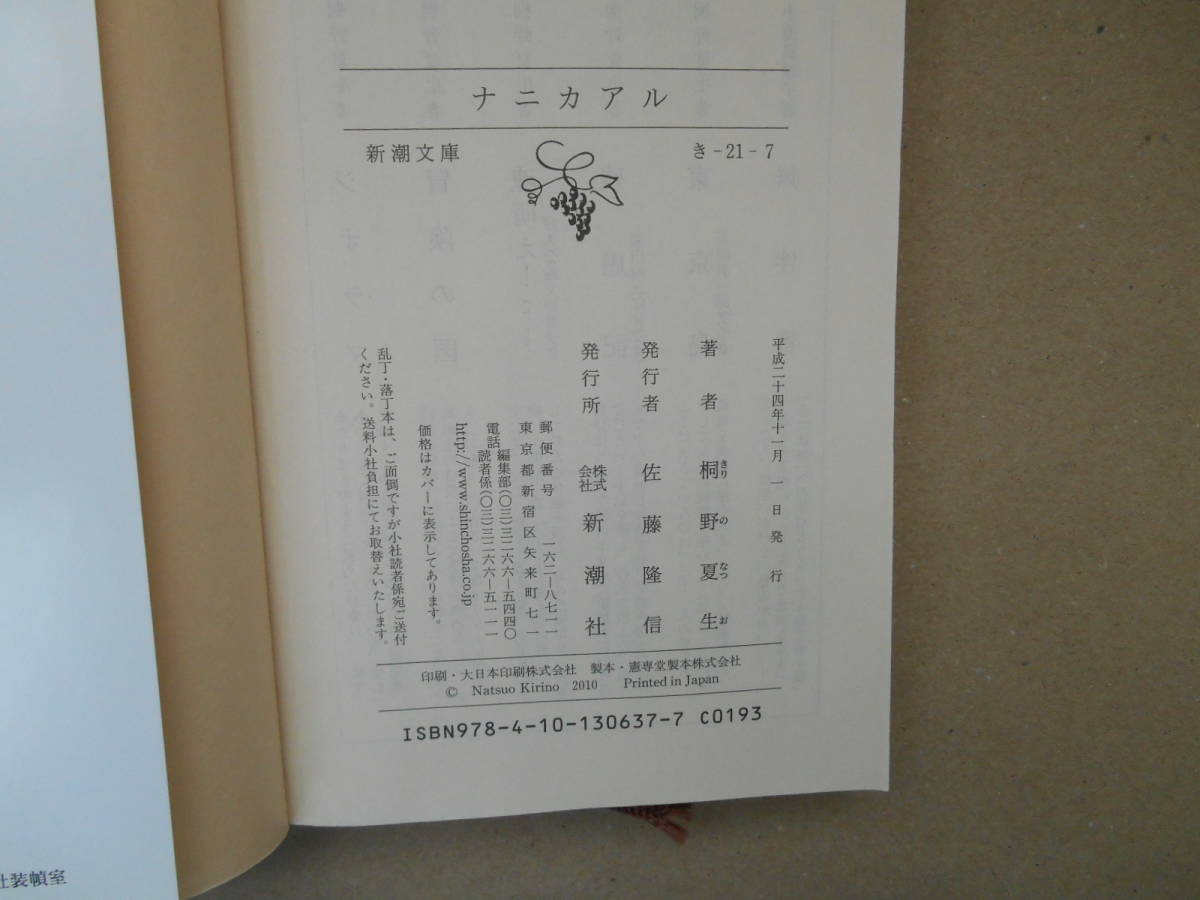 ナニカアル
新潮文庫
き-21-7
平成二十四年十一月一日発行
著者 桐野夏生
きりのなつお
発行者 佐藤隆信
発行所 株式会社 新潮社
郵便番号 一六二―八七一一
東京都新宿区矢来町七一
電話 編集部(〇三)三二六六―五四四〇
読者係(〇三)三二六六―五一一一
http://www.shinchosha.co.jp
価格はカバーに表示してあります。
乱丁・落丁本は、ご面倒ですが小社読者係宛ご送付
ください。送料小社負担にてお取替えいたします。
印刷・大日本印刷株式会社 製本・憲専堂製本株式会社
© Natsuo Kirino 2010 Printed in Japan
ISBN978-4-10-130637-7 C0193
社装幀室